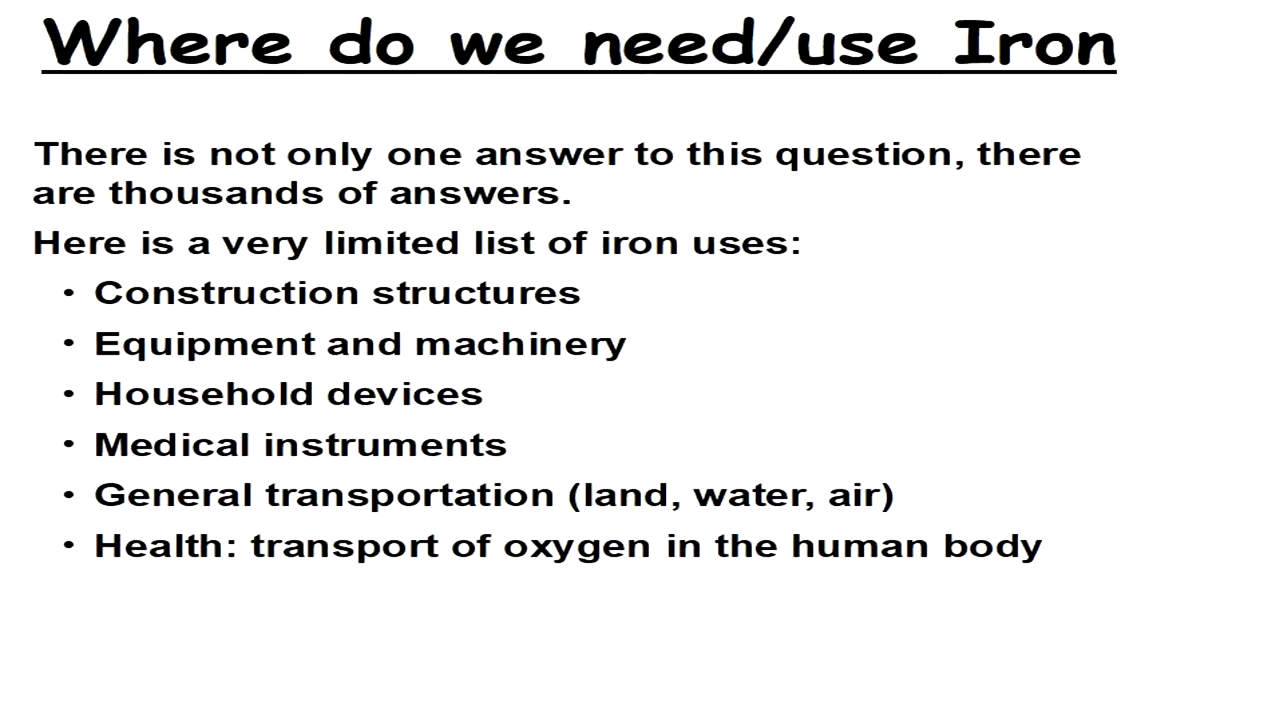 Where do we need/use Iron
There is not only one answer to this question, there
are thousands of answers.
Here is a very limited list of iron uses:
• Construction structures
• Equipment and machinery
• Household devices
• Medical instruments
• General transportation (land, water, air)
• Health: transport of oxygen in the human body